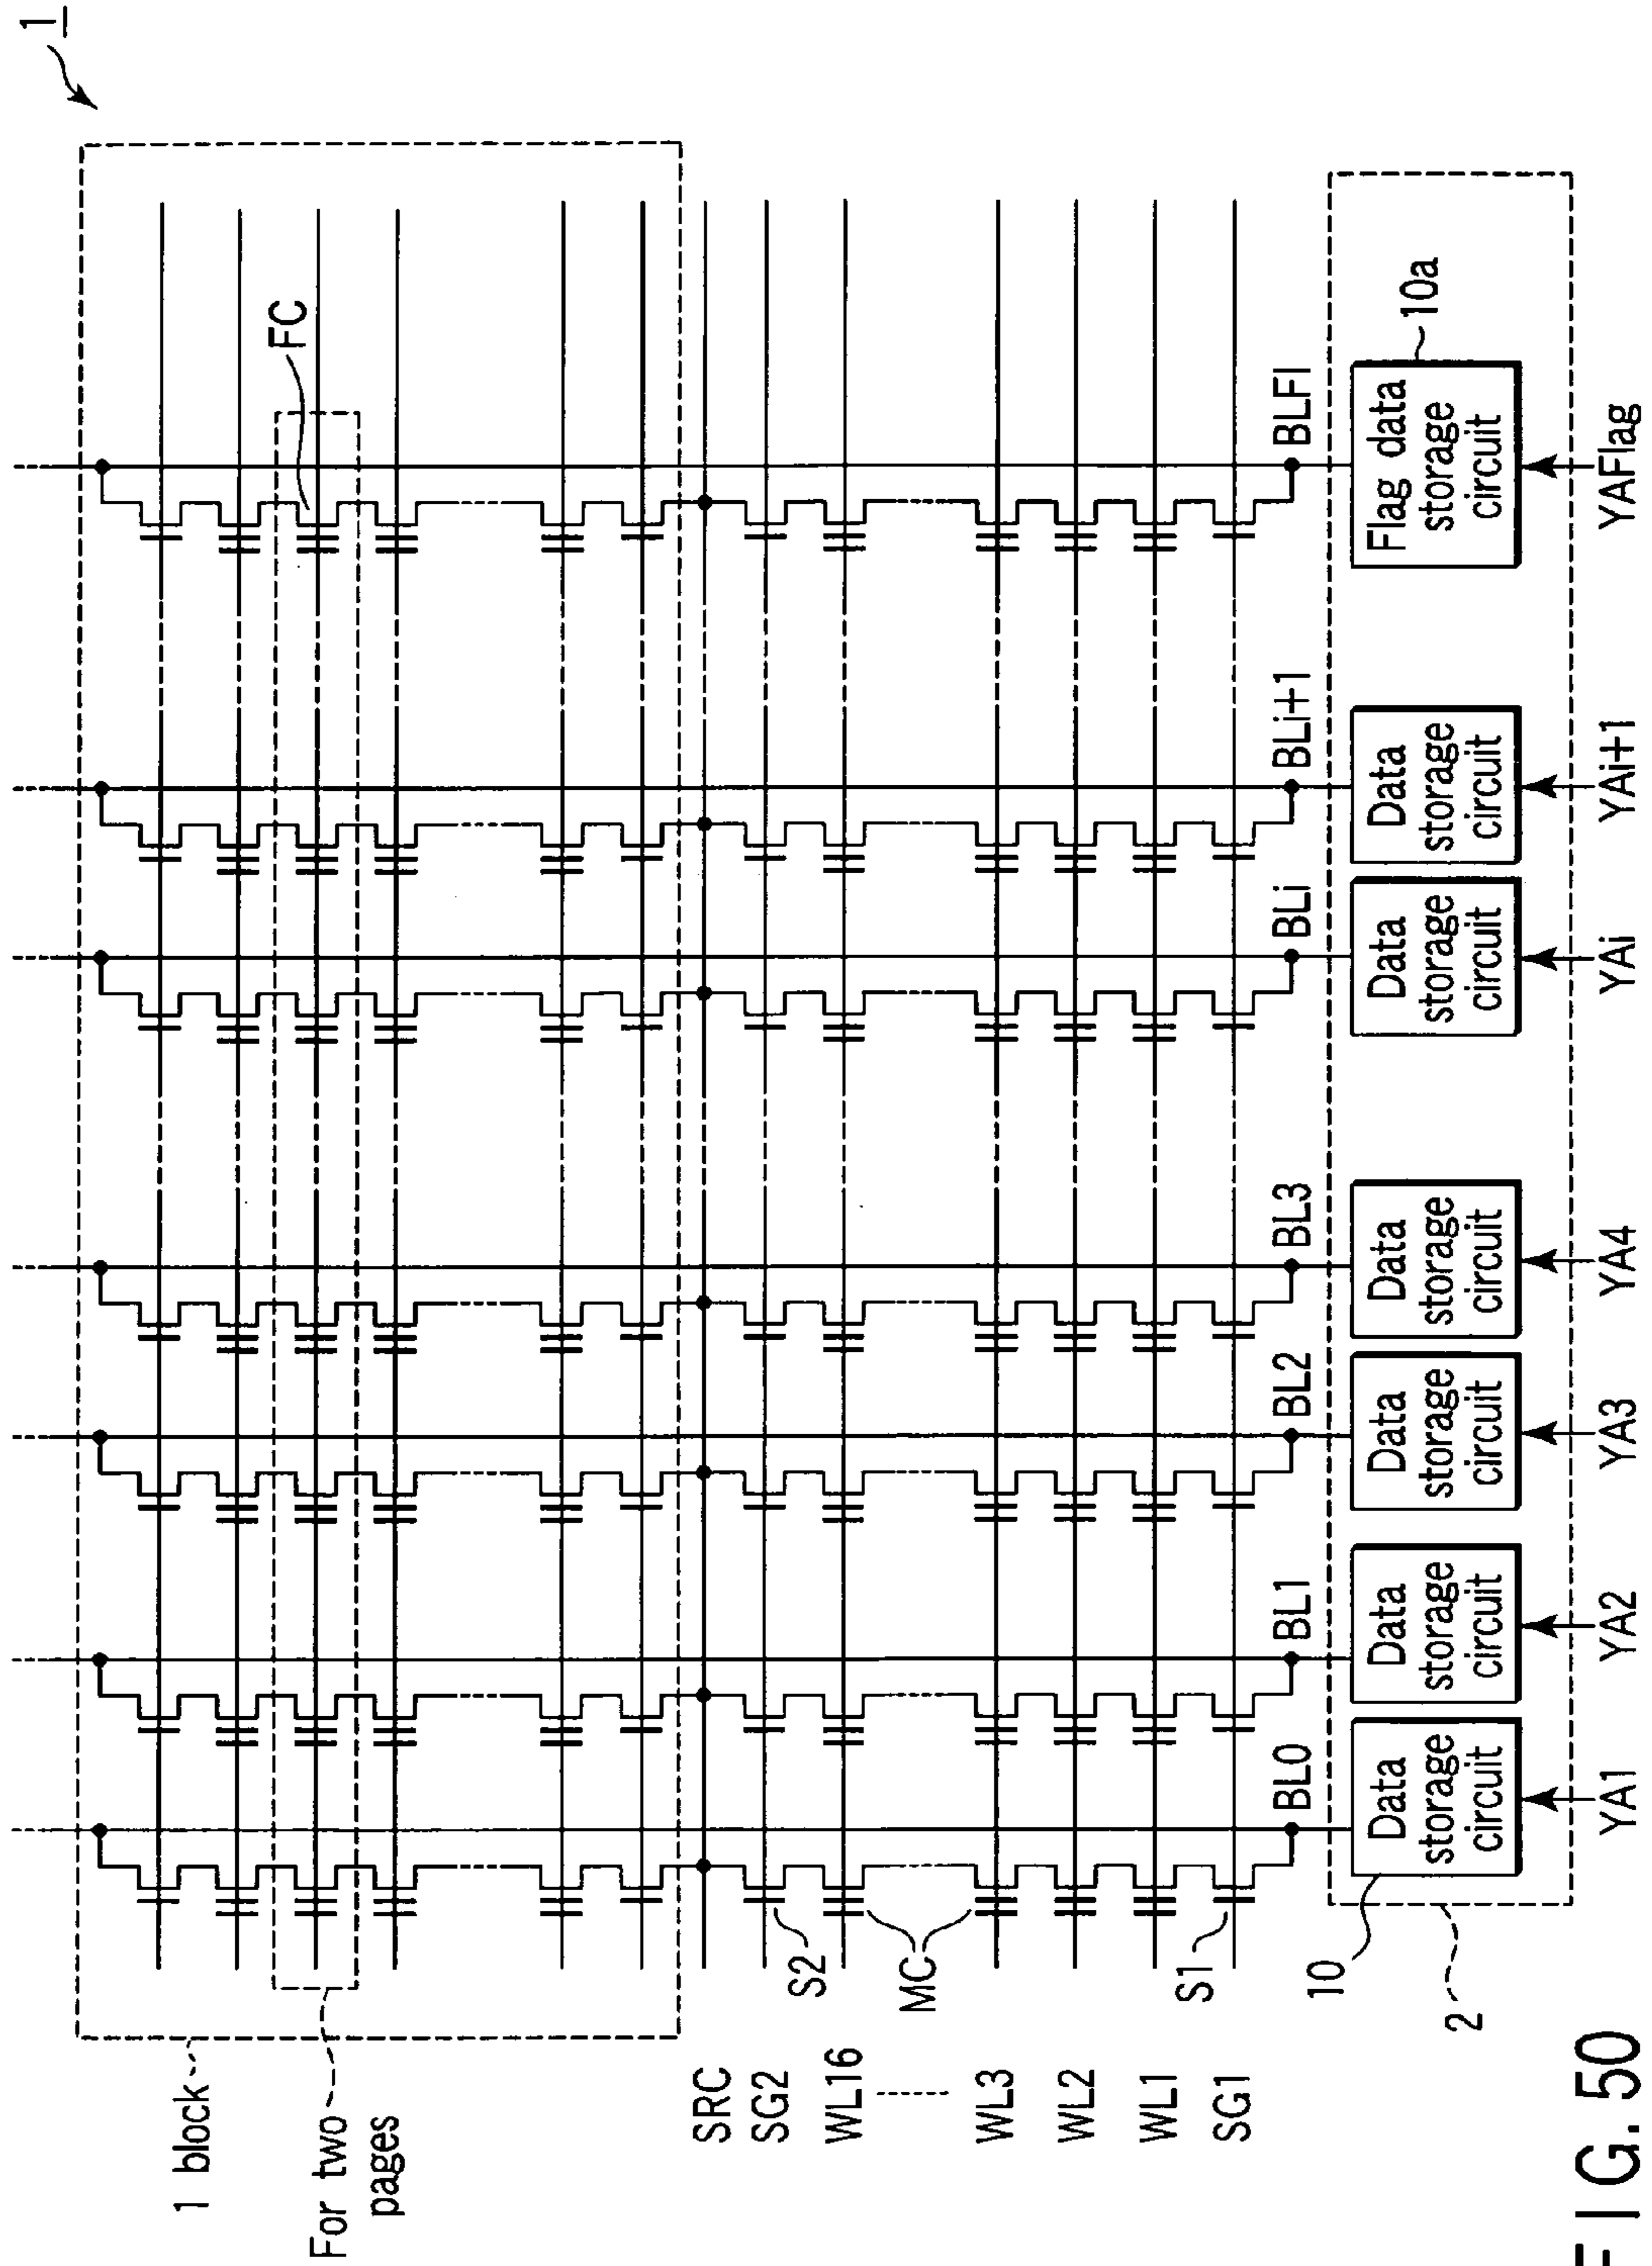 1
1 block
For two
pages
FC
SRC
SG2
WL16
WL3
WL2
WL1
SG1
S2
MC
S1
BL0
BL1
BL2
BL3
BLi
BLi+1
BLFl
10
2
Data
storage
circuit
Data
storage
circuit
Data
storage
circuit
Data
storage
circuit
Data
storage
circuit
Data
storage
circuit
Flag data
storage
circuit
10a
YA1
YA2
YA3
YA4
YAi
YAi+1
YAFlag
FIG. 50